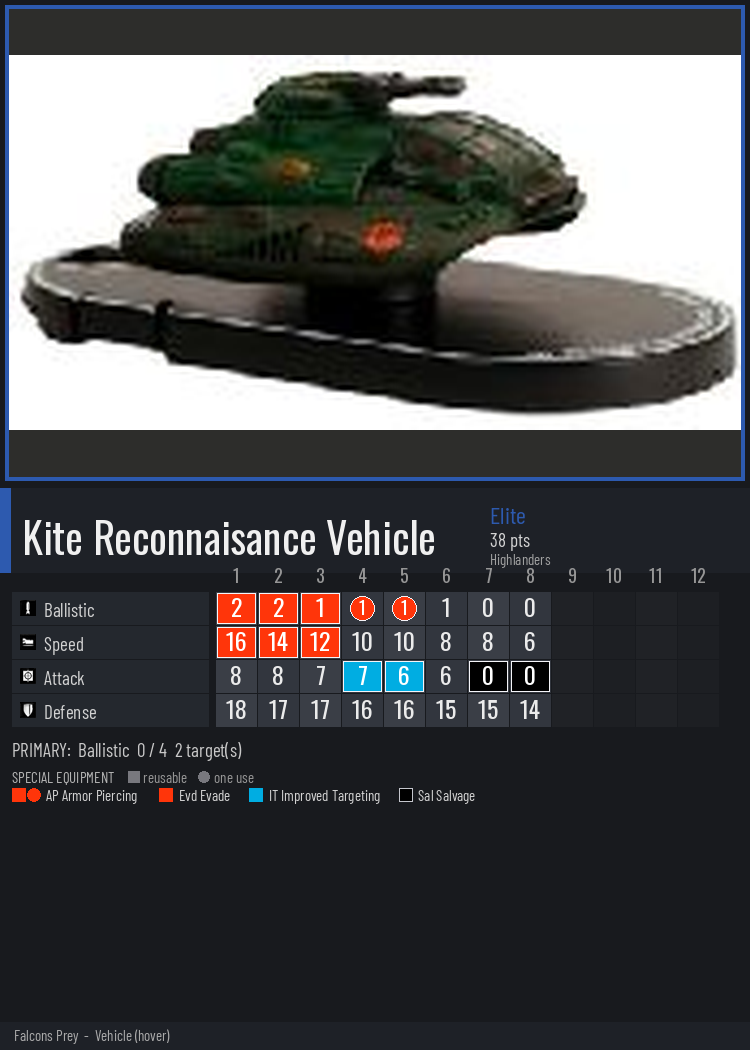 Kite Reconnaisance Vehicle
Elite
38 pts
Highlanders
1 2 3 4 5 6 7 8 9 10 11 12
Ballistic 2 2 1 1 1 1 0 0
Speed 16 14 12 10 10 8 8 6
Attack 8 8 7 7 6 6 0 0
Defense 18 17 17 16 16 15 15 14
PRIMARY: Ballistic 0 / 4 2 target(s)
SPECIAL EQUIPMENT reusable one use
AP Armor Piercing Evd Evade IT Improved Targeting Sal Salvage
Falcons Prey - Vehicle (hover)